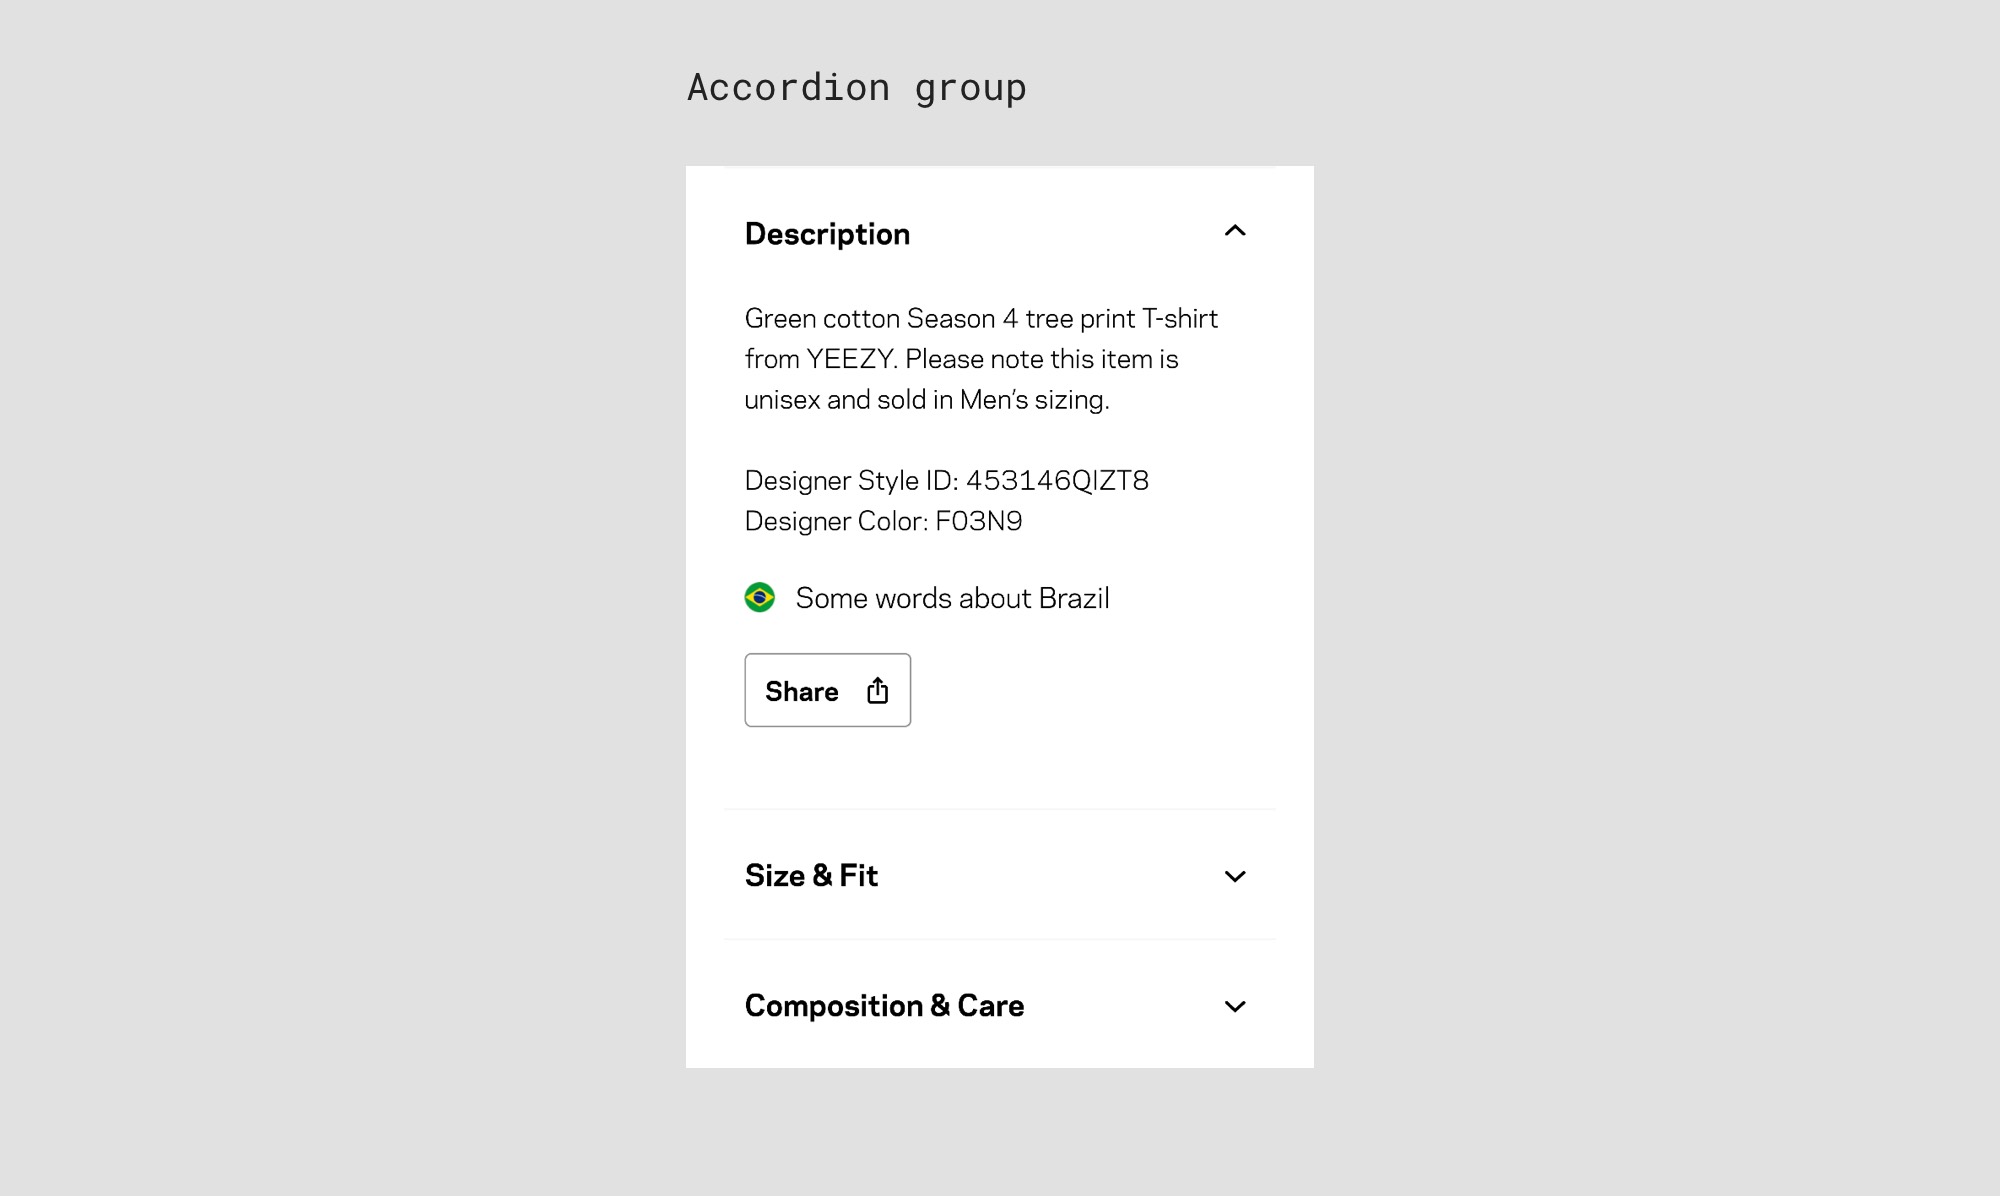 Accordion group
Description
Green cotton Season 4 tree print T-shirt
from YEEZY. Please note this item is
unisex and sold in Men’s sizing.
Designer Style ID: 453146QIZT8
Designer Color: F03N9
Some words about Brazil
Share
Size & Fit
Composition & Care